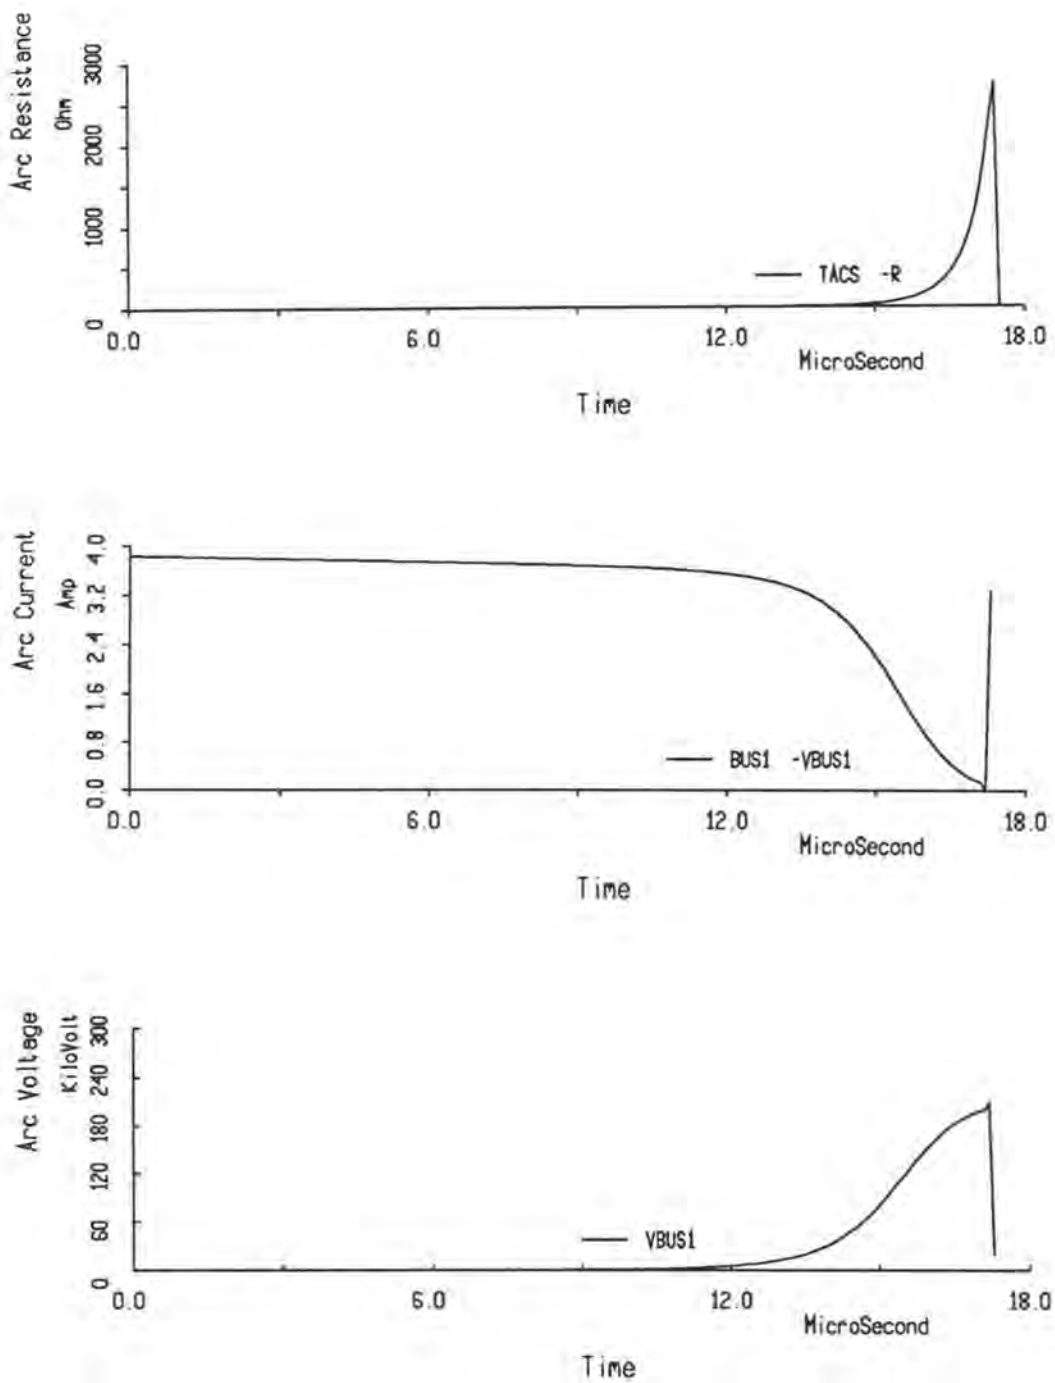 Arc Resistance
Ohm
3000
2000
1000
0
TACS -R
0.0 6.0 12.0 18.0
MicroSecond
Time
Arc Current
Amp
4.0
3.2
2.4
1.6
0.8
0.0
BUS1 -VBUS1
0.0 6.0 12.0 18.0
MicroSecond
Time
Arc Voltage
KiloVolt
300
240
180
120
60
0
VBUS1
0.0 6.0 12.0 18.0
MicroSecond
Time